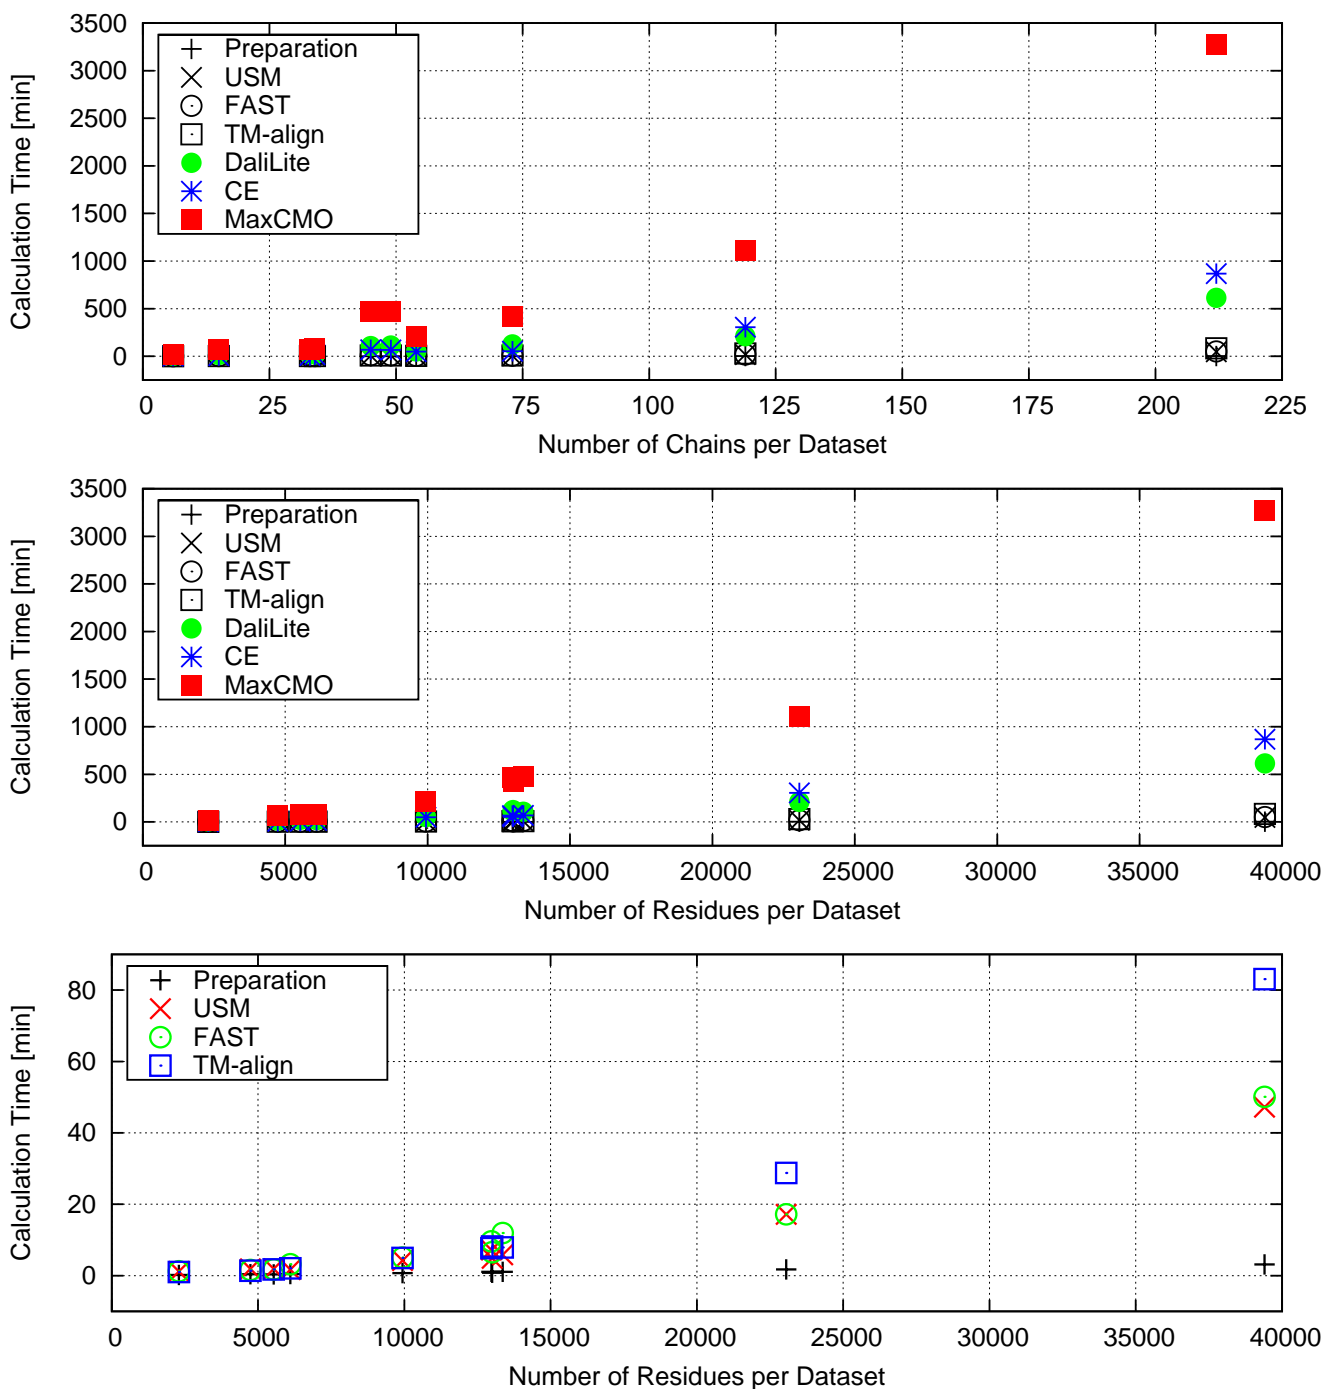 3500
3000
2500
2000
1500
1000
500
0
Calculation Time [min]
Preparation
USM
FAST
TM-align
DaliLite
CE
MaxCMO
0 25 50 75 100 125 150 175 200 225
Number of Chains per Dataset
3500
3000
2500
2000
1500
1000
500
0
Calculation Time [min]
Preparation
USM
FAST
TM-align
DaliLite
CE
MaxCMO
0 5000 10000 15000 20000 25000 30000 35000 40000
Number of Residues per Dataset
80
60
40
20
0
Calculation Time [min]
Preparation
USM
FAST
TM-align
0 5000 10000 15000 20000 25000 30000 35000 40000
Number of Residues per Dataset